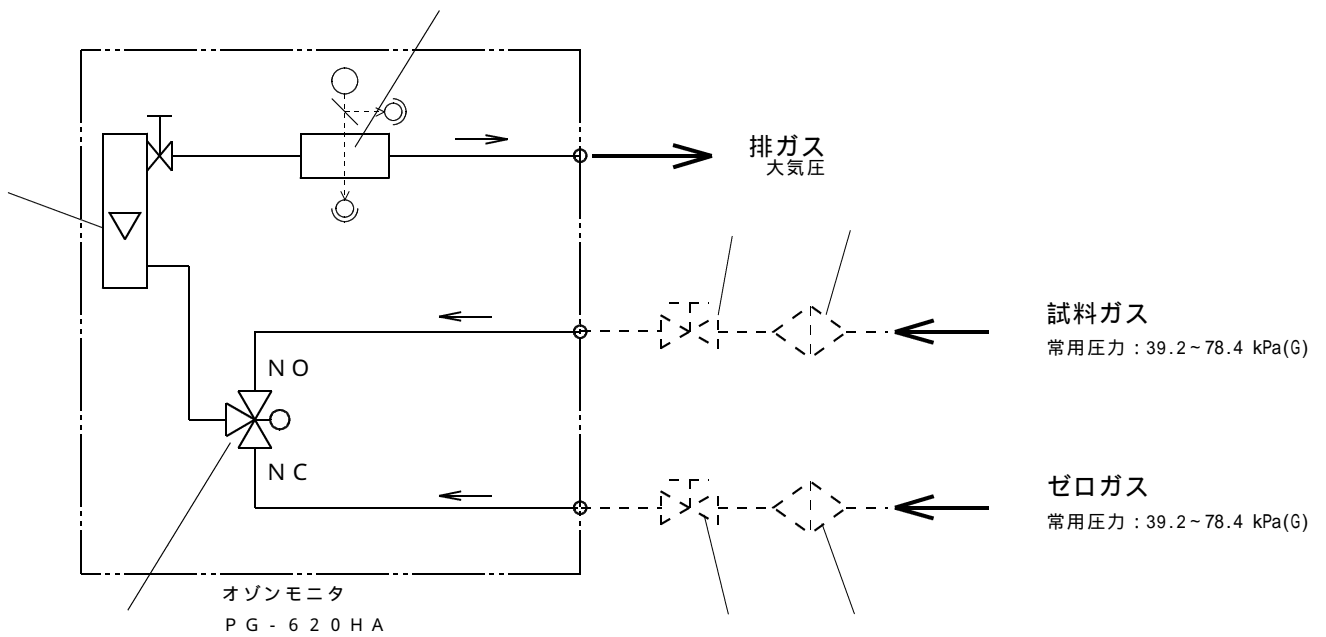 排ガス
大気圧
試料ガス
常用圧力:39.2~78.4 kPa(G)
NO
NC
ゼロガス
常用圧力:39.2~78.4 kPa(G)
オゾンモニタ
PG-620HA